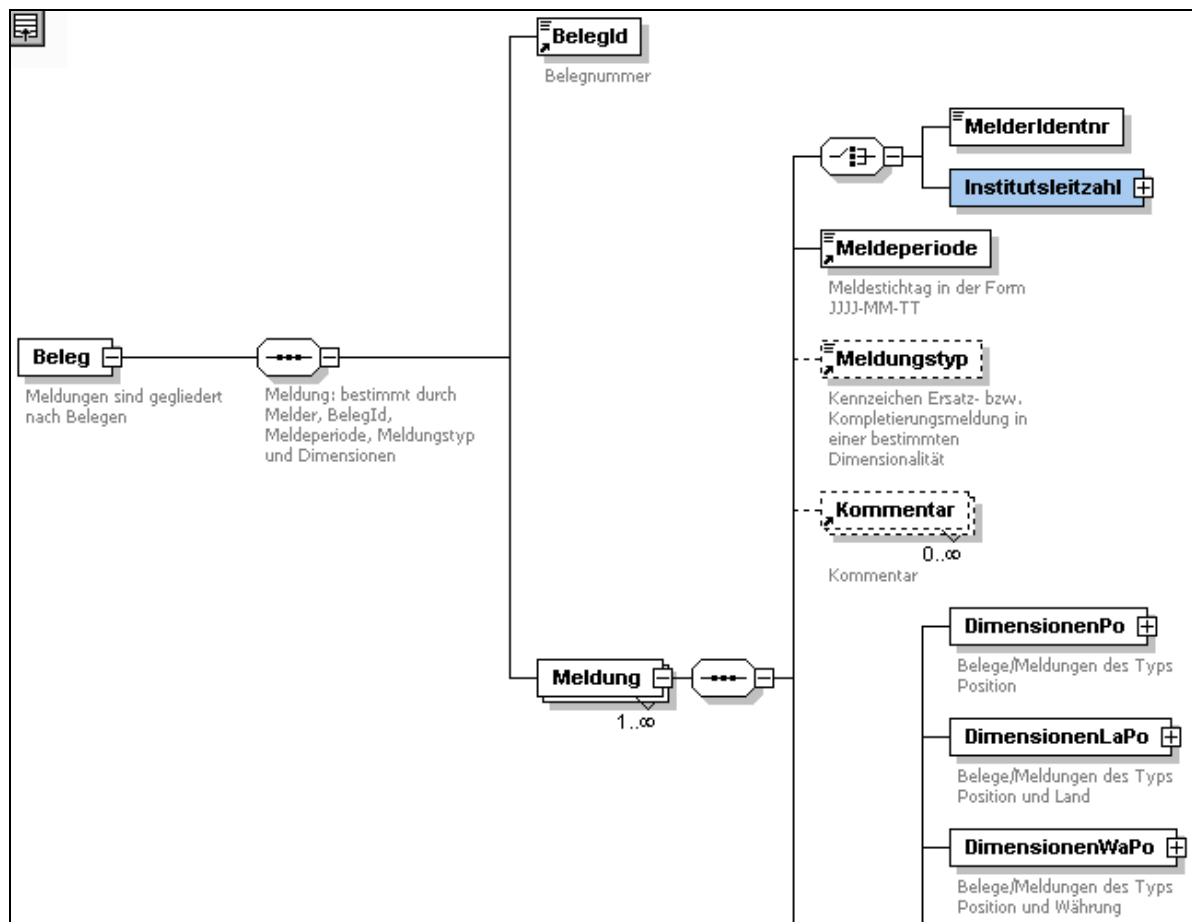 BelegId
Belegnummer
MelderIdentnr
Institutsleitzahl
Meldeperiode
Meldestichtag in der Form
JJJJ-MM-TT
Beleg
Meldungen sind gegliedert
nach Belegen
Meldung: bestimmt durch
Melder, BelegId,
Meldeperiode, Meldungstyp
und Dimensionen
Meldungstyp
Kennzeichen Ersatz- bzw.
Kompletierungsmeldung in
einer bestimmten
Dimensionalität
Kommentar
0..∞
Kommentar
Meldung
1..∞
DimensionenPo
Belege/Meldungen des Typs
Position
DimensionenLaPo
Belege/Meldungen des Typs
Position und Land
DimensionenWaPo
Belege/Meldungen des Typs
Position und Währung